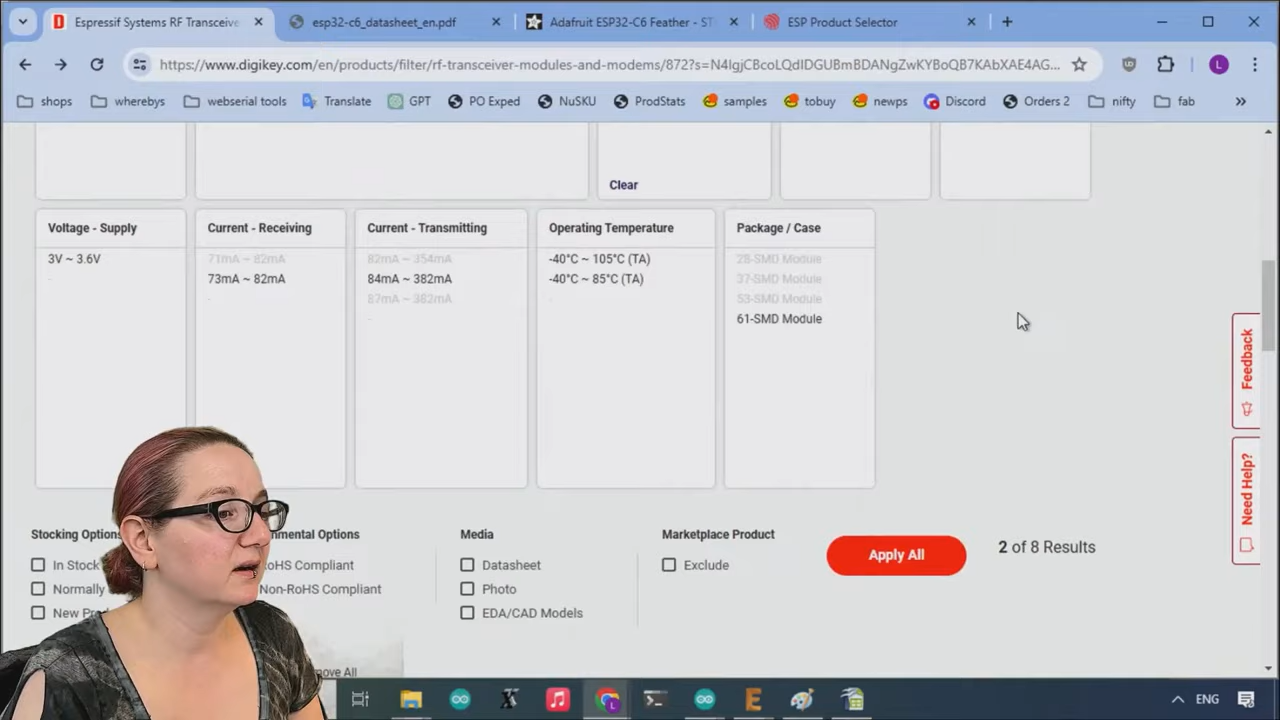 Espressif Systems RF Transceive
esp32-c6_datasheet_en.pdf
Adafruit ESP32-C6 Feather - ST
ESP Product Selector
https://www.digikey.com/en/products/filter/rf-transceiver-modules-and-modems/872?s=N4IgjCBcoLQdIDGUBmBDANgZwKYBoQB7KAbXAE4AG...
L
shops
wherebys
webserial tools
Translate
GPT
PO Exped
NuSKU
ProdStats
samples
tobuy
newps
Discord
Orders 2
nifty
fab
Clear
Voltage - Supply
3V ~ 3.6V
-
Current - Receiving
71mA ~ 82mA
73mA ~ 82mA
-
Current - Transmitting
82mA ~ 354mA
84mA ~ 382mA
87mA ~ 382mA
-
Operating Temperature
-40°C ~ 105°C (TA)
-40°C ~ 85°C (TA)
-
Package / Case
28-SMD Module
37-SMD Module
53-SMD Module
61-SMD Module
Feedback
Need Help?
Stocking Options
In Stock
Normally
New Prod
nmental Options
RoHS Compliant
Non-RoHS Compliant
Media
Datasheet
Photo
EDA/CAD Models
Marketplace Product
Exclude
Apply All
2 of 8 Results
move All
ENG